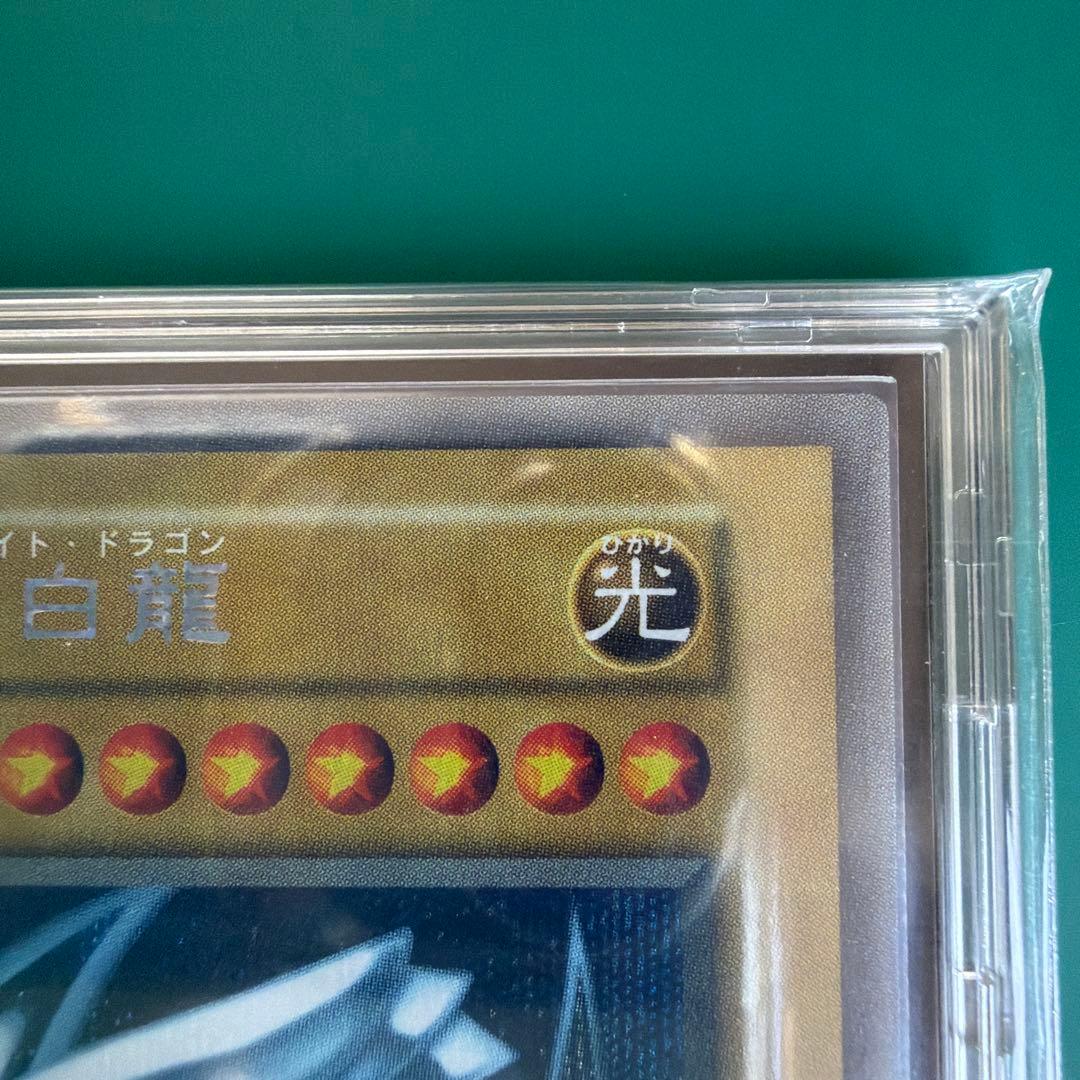 イト・ドラゴン
白龍
ひかり
光